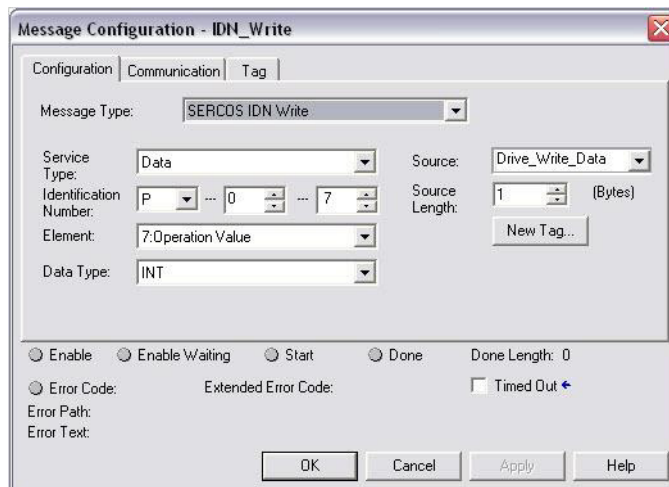 Message Configuration - IDN_Write
Configuration Communication Tag
Message Type: SERCOS IDN Write
Service Type: Data Source: Drive_Write_Data
Identification Number: P --- 0 --- 7 Source Length: 1 (Bytes)
Element: 7:Operation Value New Tag...
Data Type: INT
Enable Enable Waiting Start Done Done Length: 0
Error Code: Extended Error Code: Timed Out
Error Path:
Error Text:
OK Cancel Apply Help